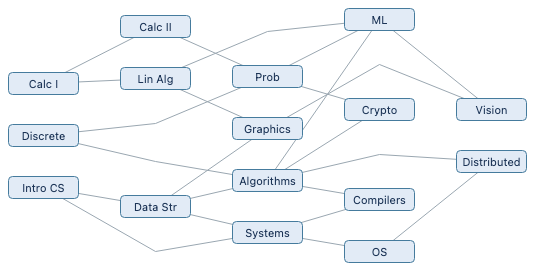 Calc I
Discrete
Intro CS
Calc II
Lin Alg
Data Str
Prob
Graphics
Algorithms
Systems
ML
Crypto
Compilers
OS
Vision
Distributed